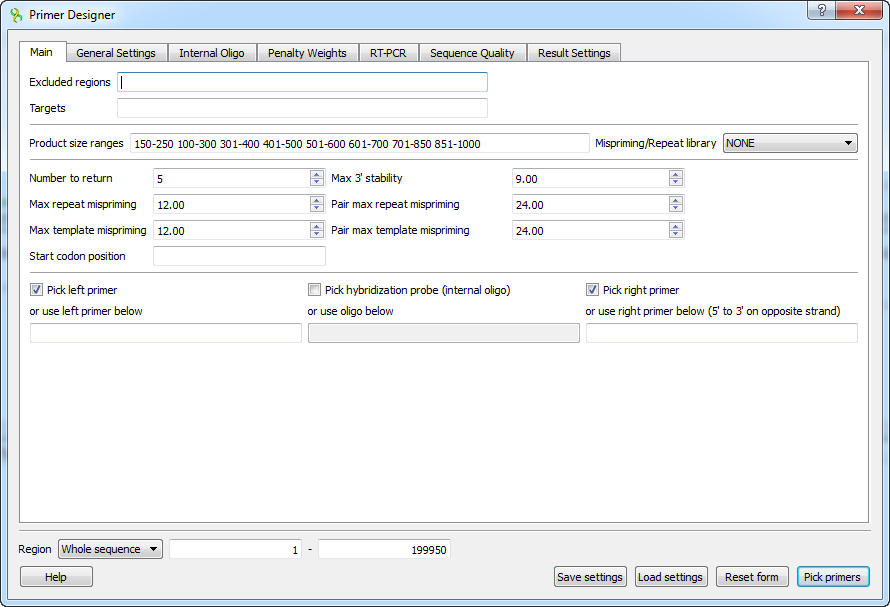 Primer Designer
Main General Settings Internal Oligo Penalty Weights RT-PCR Sequence Quality Result Settings
Excluded regions
Targets
Product size ranges 150-250 100-300 301-400 401-500 501-600 601-700 701-850 851-1000 Mispriming/Repeat library NONE
Number to return 5 Max 3' stability 9.00
Max repeat mispriming 12.00 Pair max repeat mispriming 24.00
Max template mispriming 12.00 Pair max template mispriming 24.00
Start codon position
Pick left primer Pick hybridization probe (internal oligo) Pick right primer
or use left primer below or use oligo below or use right primer below (5' to 3' on opposite strand)
Region Whole sequence 1 - 199950
Help Save settings Load settings Reset form Pick primers